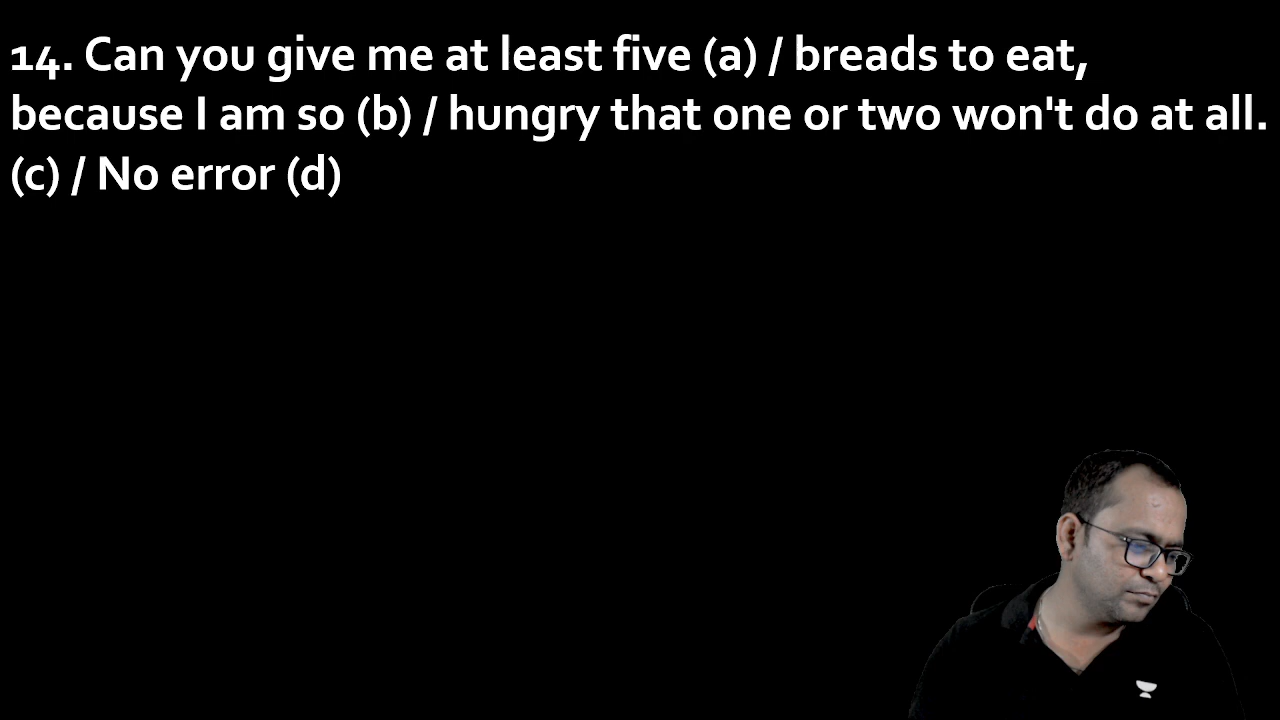 14. Can you give me at least five (a) / breads to eat,
because I am so (b) / hungry that one or two won't do at all.
(c) / No error (d)